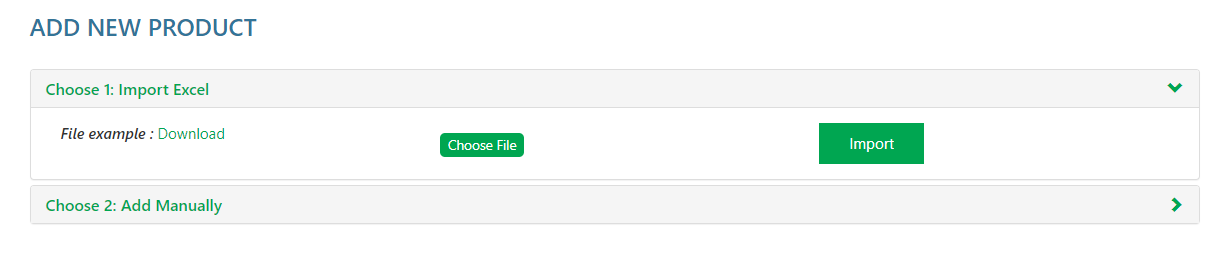 ADD NEW PRODUCT
Choose 1: Import Excel
File example : Download
Choose File
Import
Choose 2: Add Manually